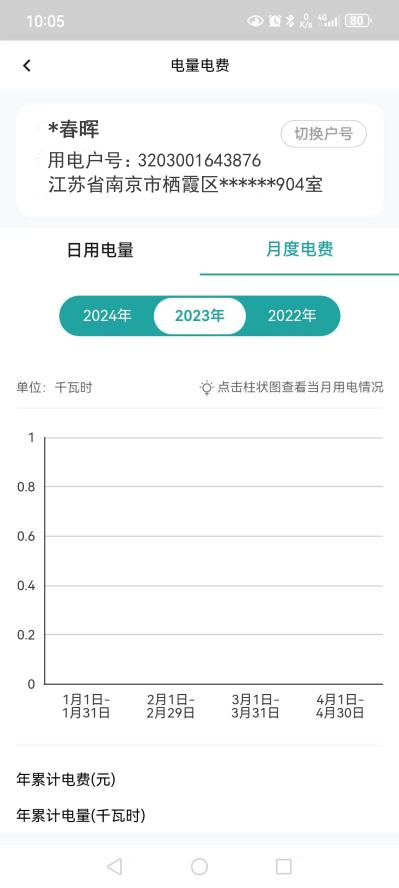 10:05
0
K/s
4G
80
电量电费
*春晖
切换户号
用电户号：3203001643876
江苏省南京市栖霞区******904室
日用电量
月度电费
2024年
2023年
2022年
单位：千瓦时
点击柱状图查看当月用电情况
1
0.8
0.6
0.4
0.2
0
1月1日-
1月31日
2月1日-
2月29日
3月1日-
3月31日
4月1日-
4月30日
年累计电费(元)
年累计电量(千瓦时)